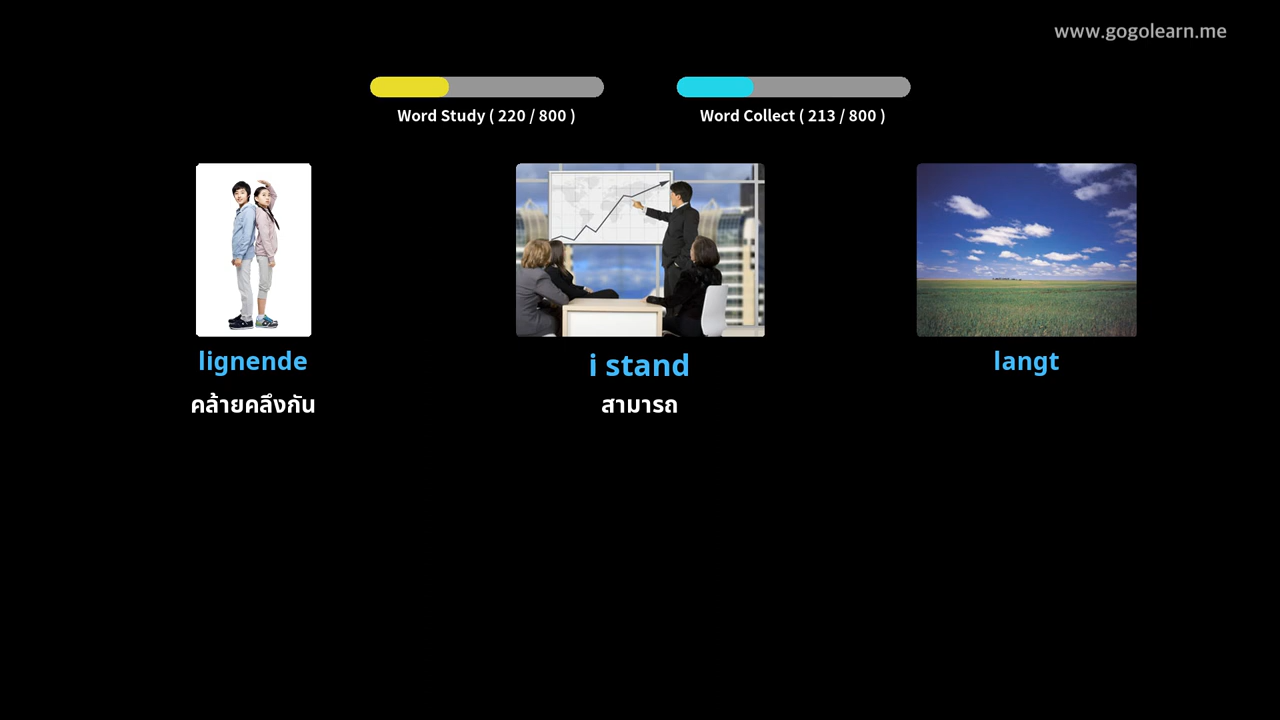 www.gogolearn.me
Word Study ( 220 / 800 )
Word Collect ( 213 / 800 )
lignende
i stand
langt
คล้ายคลึงกัน
สามารถ